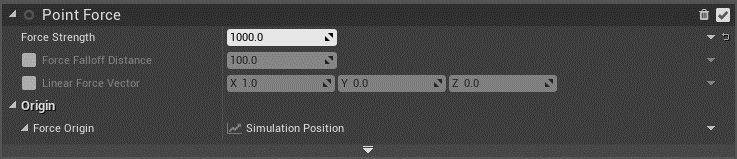 Point Force
Force Strength 1000.0
Force Falloff Distance 100.0
Linear Force Vector X 1.0 Y 0.0 Z 0.0
Origin
Force Origin Simulation Position